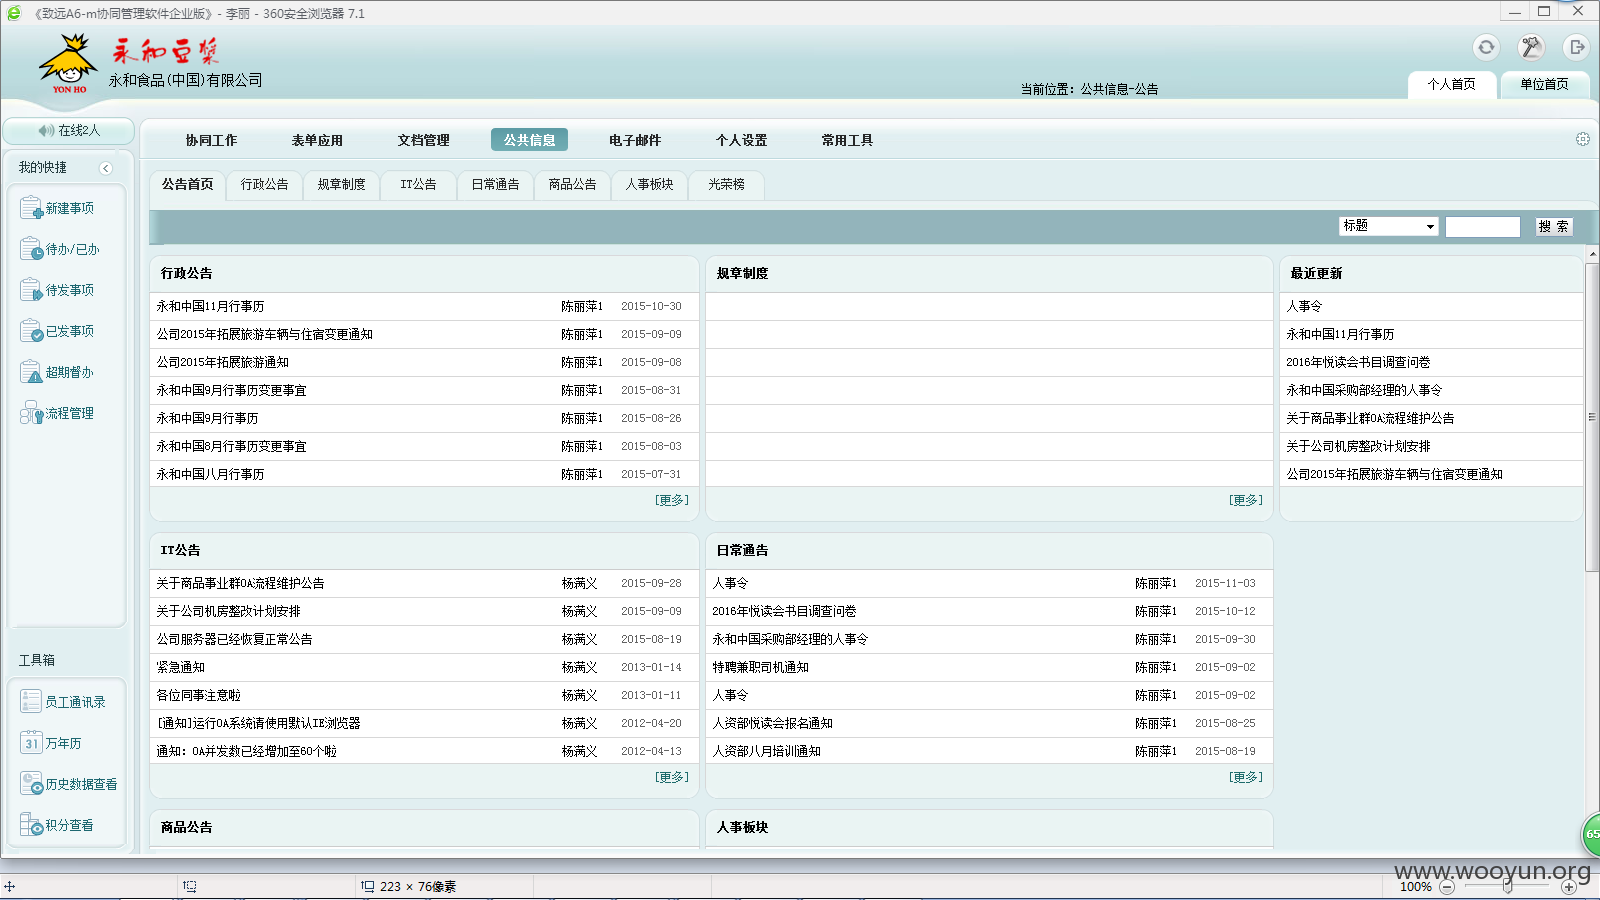 《致远A6-m协同管理软件企业版》- 李丽 - 360安全浏览器 7.1
永和豆漿
YON HO
永和食品(中国)有限公司
当前位置：公共信息-公告
个人首页 单位首页
在线2人
协同工作 表单应用 文档管理 公共信息 电子邮件 个人设置 常用工具
我的快捷
公告首页 行政公告 规章制度 IT公告 日常通告 商品公告 人事板块 光荣榜
标题 搜 索
新建事项
待办/已办
待发事项
已发事项
超期督办
流程管理
工具箱
员工通讯录
31 万年历
历史数据查看
积分查看
行政公告
永和中国11月行事历 陈丽萍1 2015-10-30
公司2015年拓展旅游车辆与住宿变更通知 陈丽萍1 2015-09-09
公司2015年拓展旅游通知 陈丽萍1 2015-09-08
永和中国9月行事历变更事宜 陈丽萍1 2015-08-31
永和中国9月行事历 陈丽萍1 2015-08-26
永和中国8月行事历变更事宜 陈丽萍1 2015-08-03
永和中国八月行事历 陈丽萍1 2015-07-31
[更多]
规章制度
[更多]
最近更新
人事令
永和中国11月行事历
2016年悦读会书目调查问卷
永和中国采购部经理的人事令
关于商品事业群OA流程维护公告
关于公司机房整改计划安排
公司2015年拓展旅游车辆与住宿变更通知
IT公告
关于商品事业群OA流程维护公告 杨满义 2015-09-28
关于公司机房整改计划安排 杨满义 2015-09-09
公司服务器已经恢复正常公告 杨满义 2015-08-19
紧急通知 杨满义 2013-01-14
各位同事注意啦 杨满义 2013-01-11
[通知]运行OA系统请使用默认IE浏览器 杨满义 2012-04-20
通知：OA并发数已经增加至60个啦 杨满义 2012-04-13
[更多]
日常通告
人事令 陈丽萍1 2015-11-03
2016年悦读会书目调查问卷 陈丽萍1 2015-10-12
永和中国采购部经理的人事令 陈丽萍1 2015-09-30
特聘兼职司机通知 陈丽萍1 2015-09-02
人事令 陈丽萍1 2015-09-02
人资部悦读会报名通知 陈丽萍1 2015-08-25
人资部八月培训通知 陈丽萍1 2015-08-19
[更多]
商品公告
人事板块
65
www.wooyun.org
223 × 76像素
100%